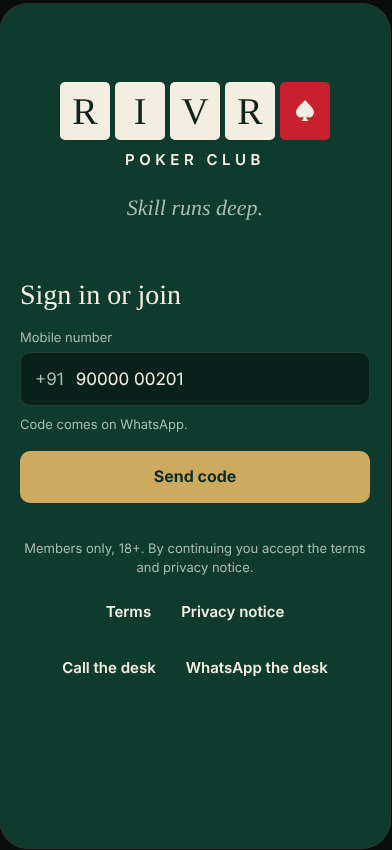 RIVR
POKER CLUB
Skill runs deep.
Sign in or join
Mobile number
+91 90000 00201
Code comes on WhatsApp.
Send code
Members only, 18+. By continuing you accept the terms
and privacy notice.
Terms Privacy notice
Call the desk WhatsApp the desk